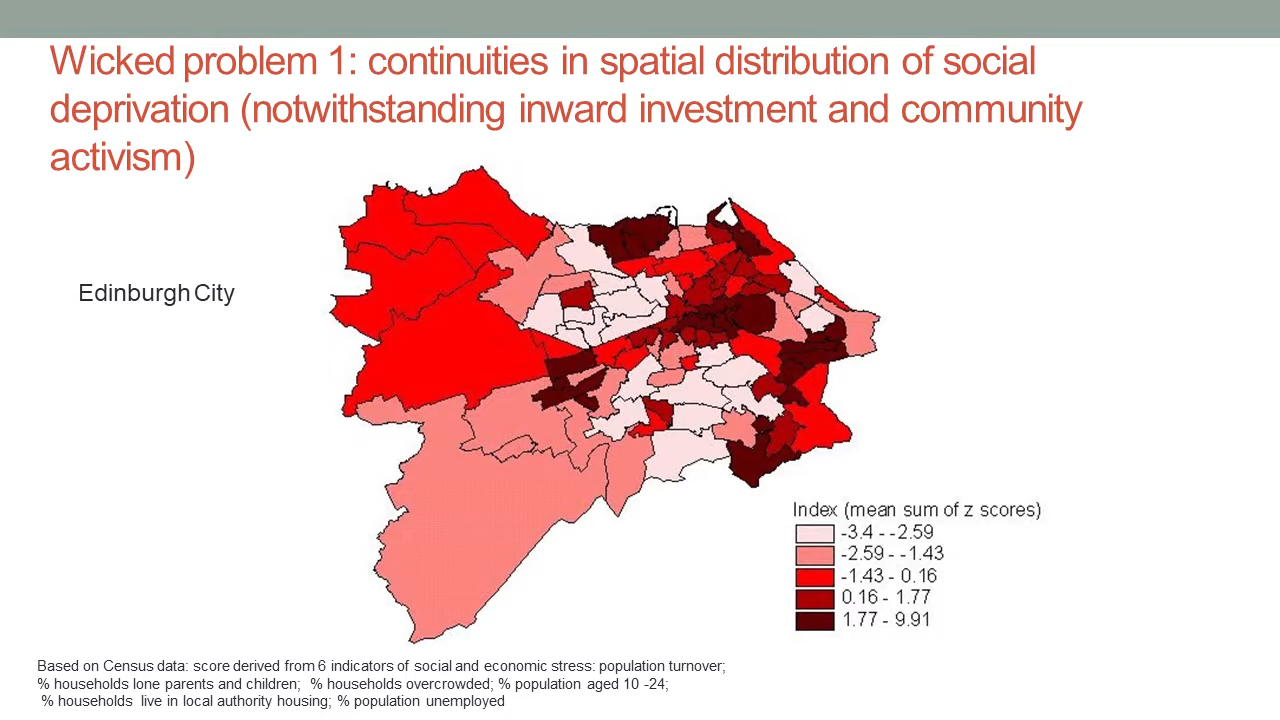 Wicked problem 1: continuities in spatial distribution of social
deprivation (notwithstanding inward investment and community
activism)
Edinburgh City
Index (mean sum of z scores)
-3.4 - -2.59
-2.59 - -1.43
-1.43 - 0.16
0.16 - 1.77
1.77 - 9.91
Based on Census data: score derived from 6 indicators of social and economic stress: population turnover;
% households lone parents and children; % households overcrowded; % population aged 10 -24;
% households live in local authority housing; % population unemployed